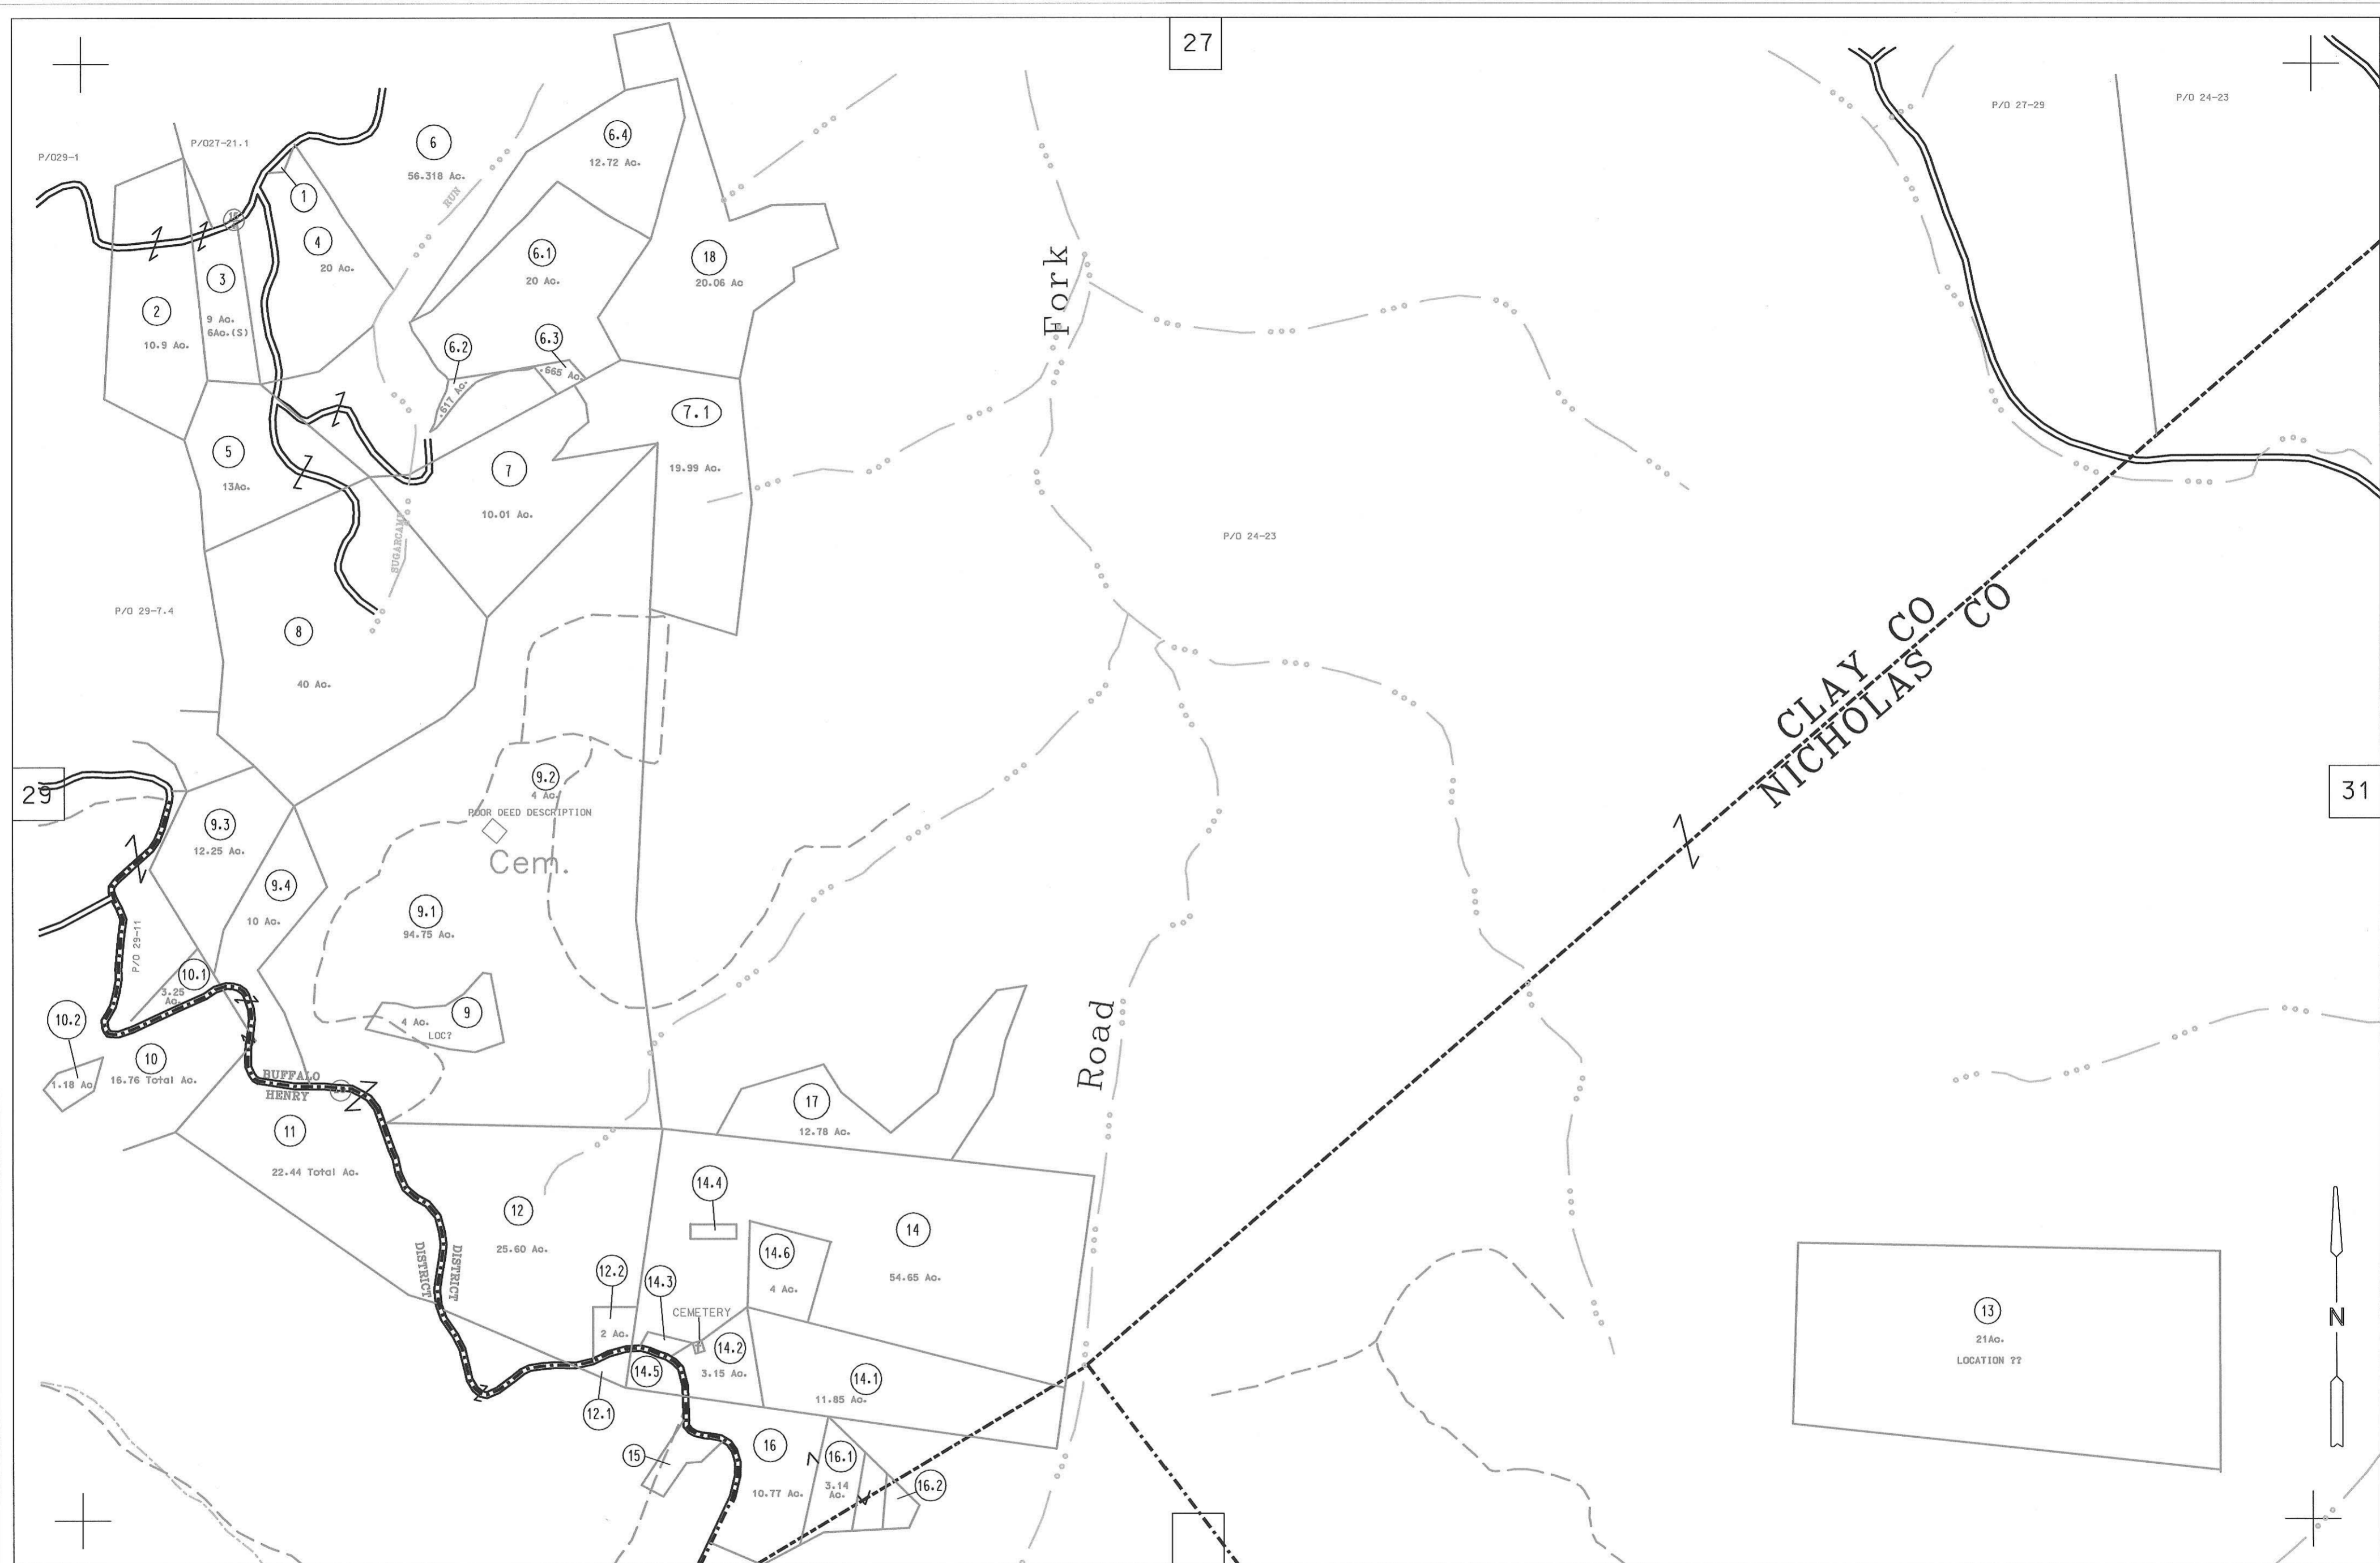 27
P/O 27-29
P/O 24-23
P/O29-1
P/O27-21.1
6
56.318 Ac.
6.4
12.72 Ac.
RUN
1
4
20 Ac.
3
9 Ac.
6Ac.(S)
2
10.9 Ac.
6.1
20 Ac.
18
20.06 Ac
Fork
6.2
.617 Ac.
6.3
.665 Ac.
7.1
19.99 Ac.
5
13Ac.
7
10.01 Ac.
SUGARCAMP
P/O 24-23
P/O 29-7.4
8
40 Ac.
CLAY CO
NICHOLAS CO
29
31
9.2
4 Ac.
POOR DEED DESCRIPTION
Cem.
9.3
12.25 Ac.
9.4
10 Ac.
9.1
94.75 Ac.
P/O 29-11
10.1
3.25
Ac.
10.2
1.18 Ac
10
16.76 Total Ac.
9
4 Ac.
LOC?
BUFFALO
HENRY
Road
11
22.44 Total Ac.
17
12.78 Ac.
12
25.60 Ac.
DISTRICT
DISTRICT
14.4
14
54.65 Ac.
14.6
4 Ac.
12.2
2 Ac.
14.3
CEMETERY
14.2
3.15 Ac.
14.5
14.1
11.85 Ac.
12.1
13
21Ac.
LOCATION ??
N
15
16
10.77 Ac.
16.1
3.14
Ac.
16.2